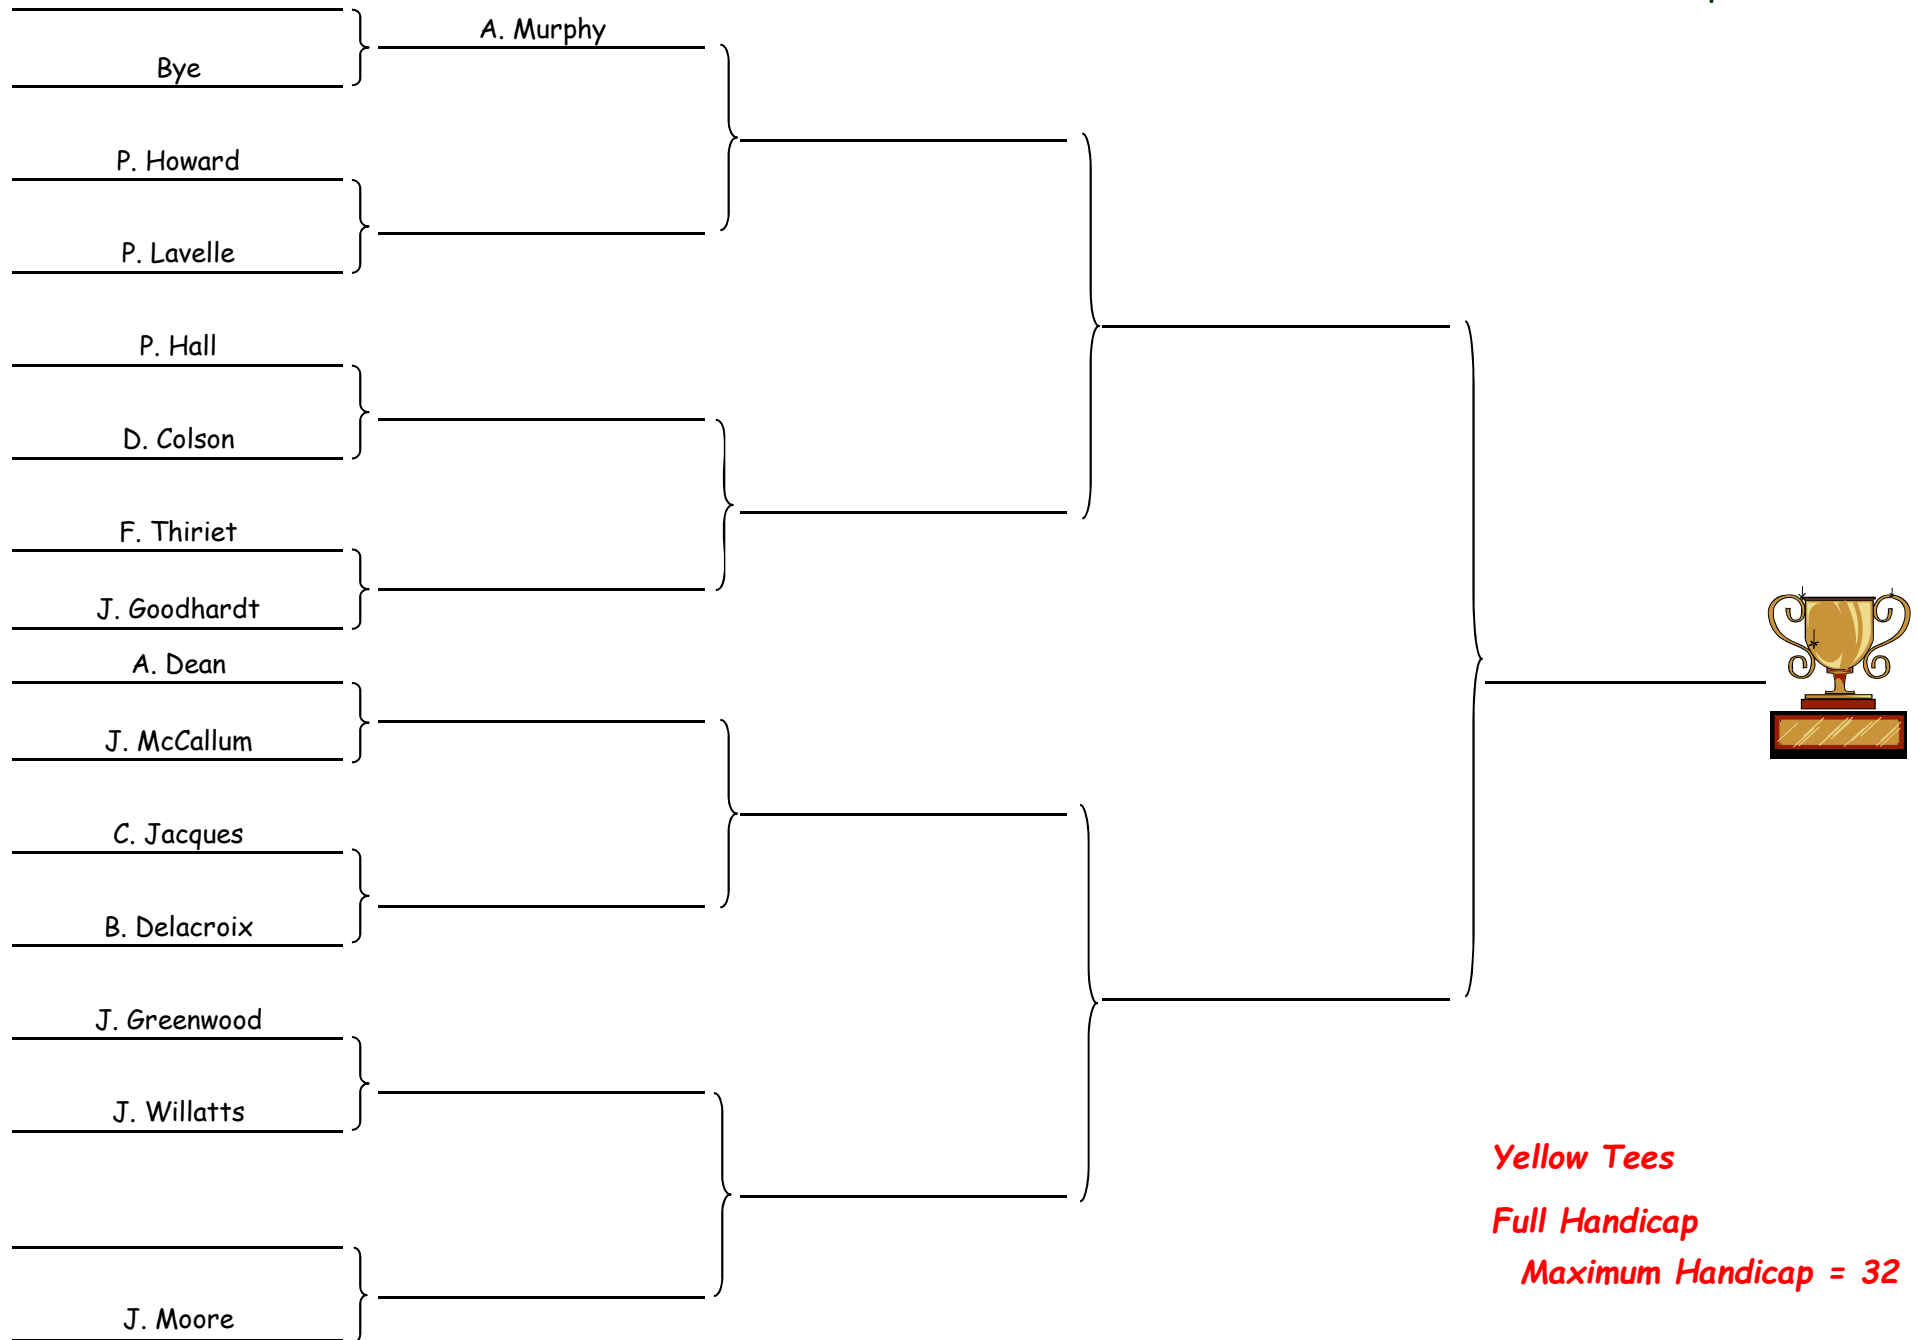 A. Murphy
Bye
P. Howard
P. Lavelle
P. Hall
D. Colson
F. Thiriet
J. Goodhardt
A. Dean
J. McCallum
C. Jacques
B. Delacroix
J. Greenwood
J. Willatts
Yellow Tees
Full Handicap
Maximum Handicap = 32
J. Moore